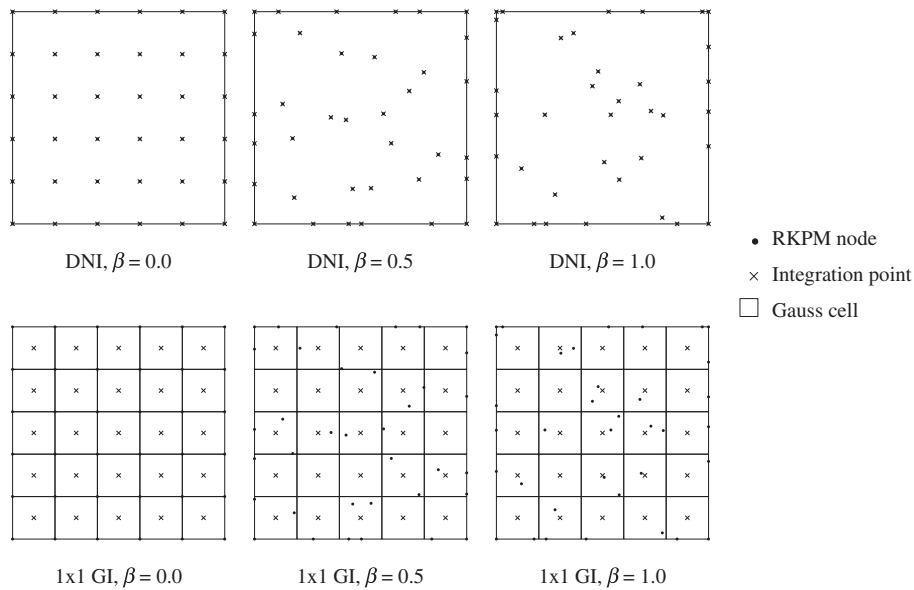 DNI, β = 0.0
DNI, β = 0.5
DNI, β = 1.0
RKPM node
Integration point
Gauss cell
1x1 GI, β = 0.0
1x1 GI, β = 0.5
1x1 GI, β = 1.0